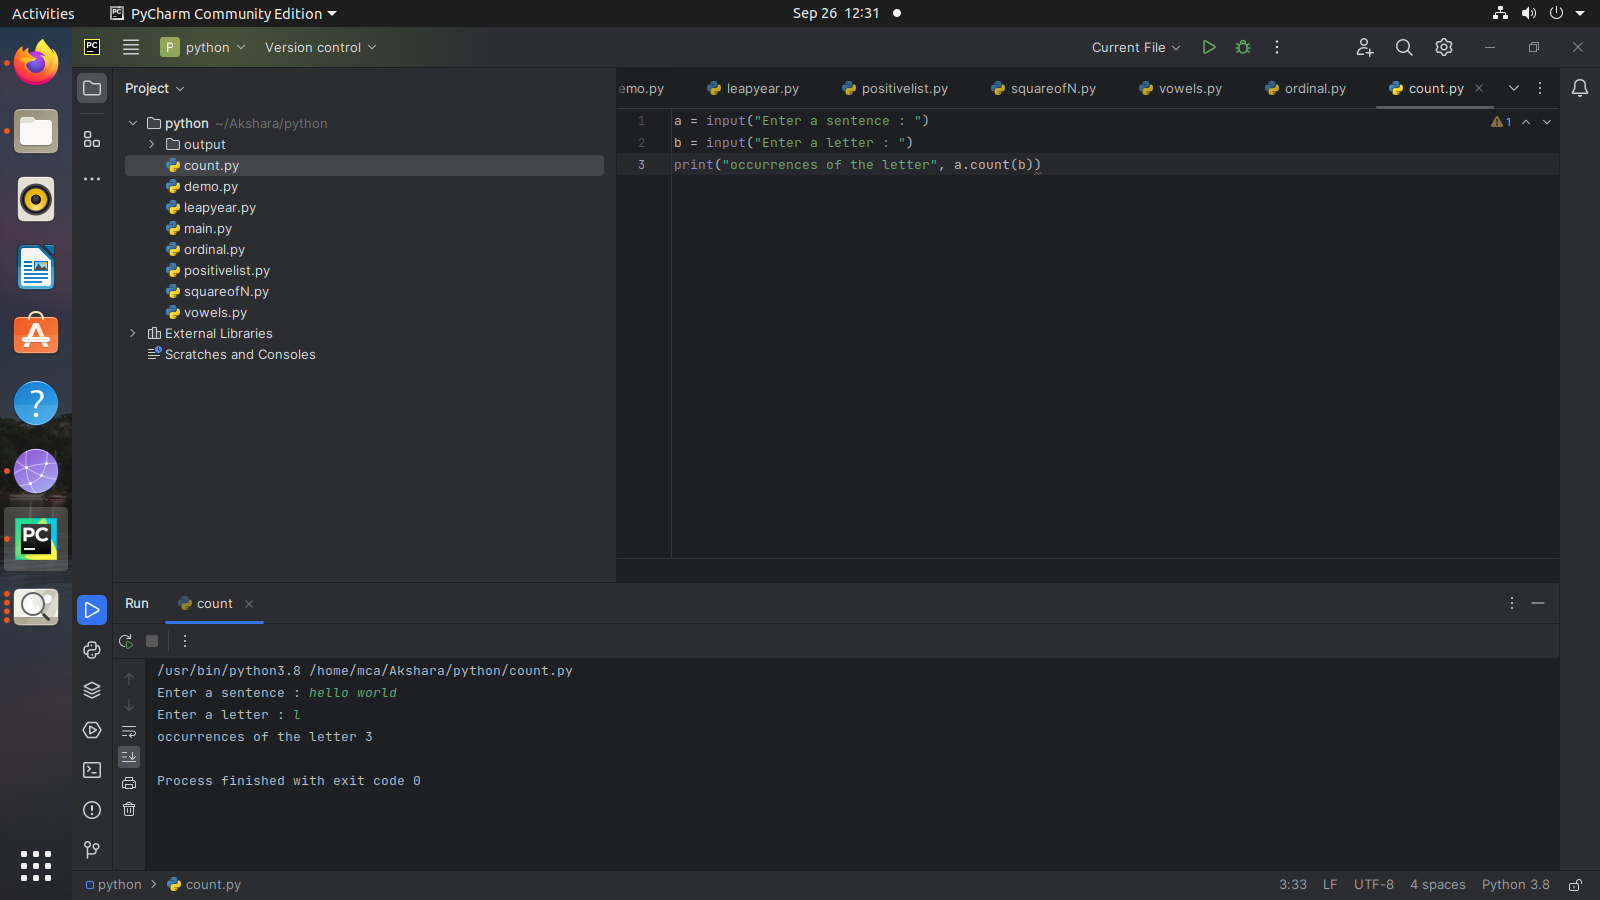 Activities PyCharm Community Edition Sep 26 12:31
PC P python Version control Current File
Project
emo.py leapyear.py positivelist.py squareofN.py vowels.py ordinal.py count.py
python ~/Akshara/python
output
count.py
demo.py
leapyear.py
main.py
ordinal.py
positivelist.py
squareofN.py
vowels.py
External Libraries
Scratches and Consoles
1 a = input("Enter a sentence : ")
2 b = input("Enter a letter : ")
3 print("occurrences of the letter", a.count(b))
1
A
?
PC
Run count
/usr/bin/python3.8 /home/mca/Akshara/python/count.py
Enter a sentence : hello world
Enter a letter : l
occurrences of the letter 3
Process finished with exit code 0
python count.py 3:33 LF UTF-8 4 spaces Python 3.8